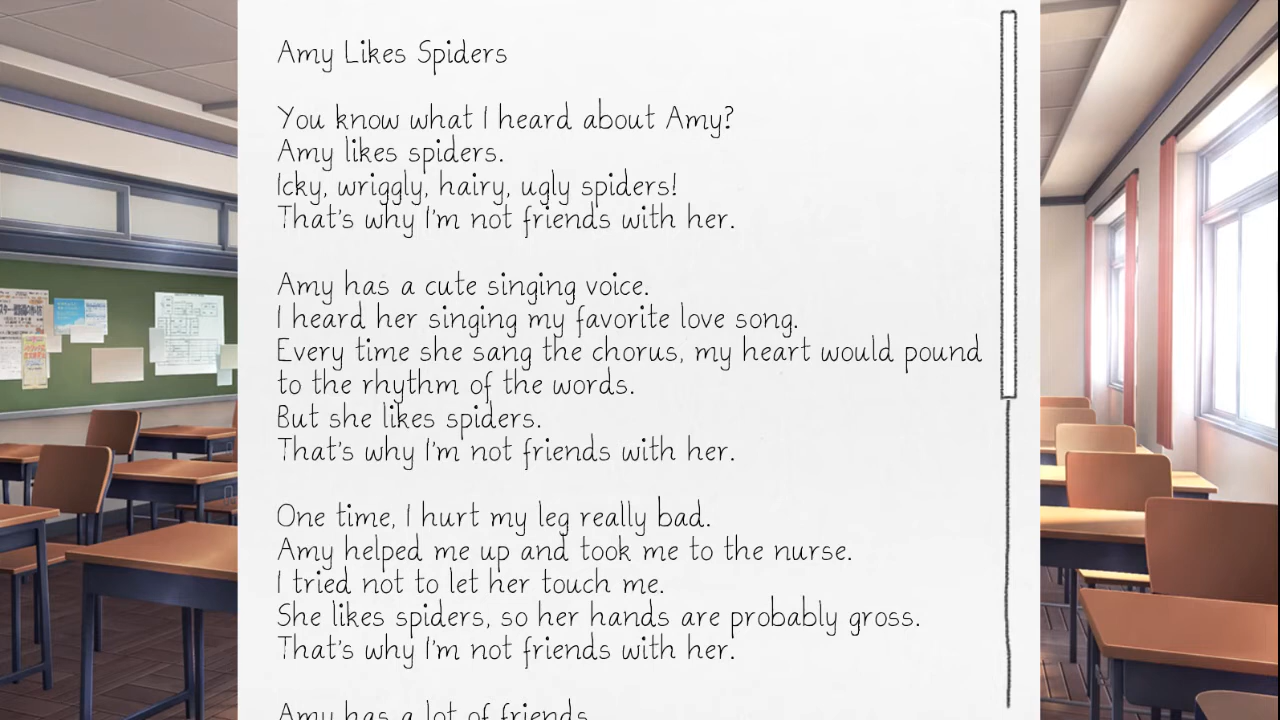 Amy Likes Spiders
You know what I heard about Amy?
Amy likes spiders.
Icky, wriggly, hairy, ugly spiders!
That's why I'm not friends with her.
Amy has a cute singing voice.
I heard her singing my favorite love song.
Every time she sang the chorus, my heart would pound
to the rhythm of the words.
But she likes spiders.
That's why I'm not friends with her.
One time, I hurt my leg really bad.
Amy helped me up and took me to the nurse.
I tried not to let her touch me.
She likes spiders, so her hands are probably gross.
That's why I'm not friends with her.
Amy has a lot of friends